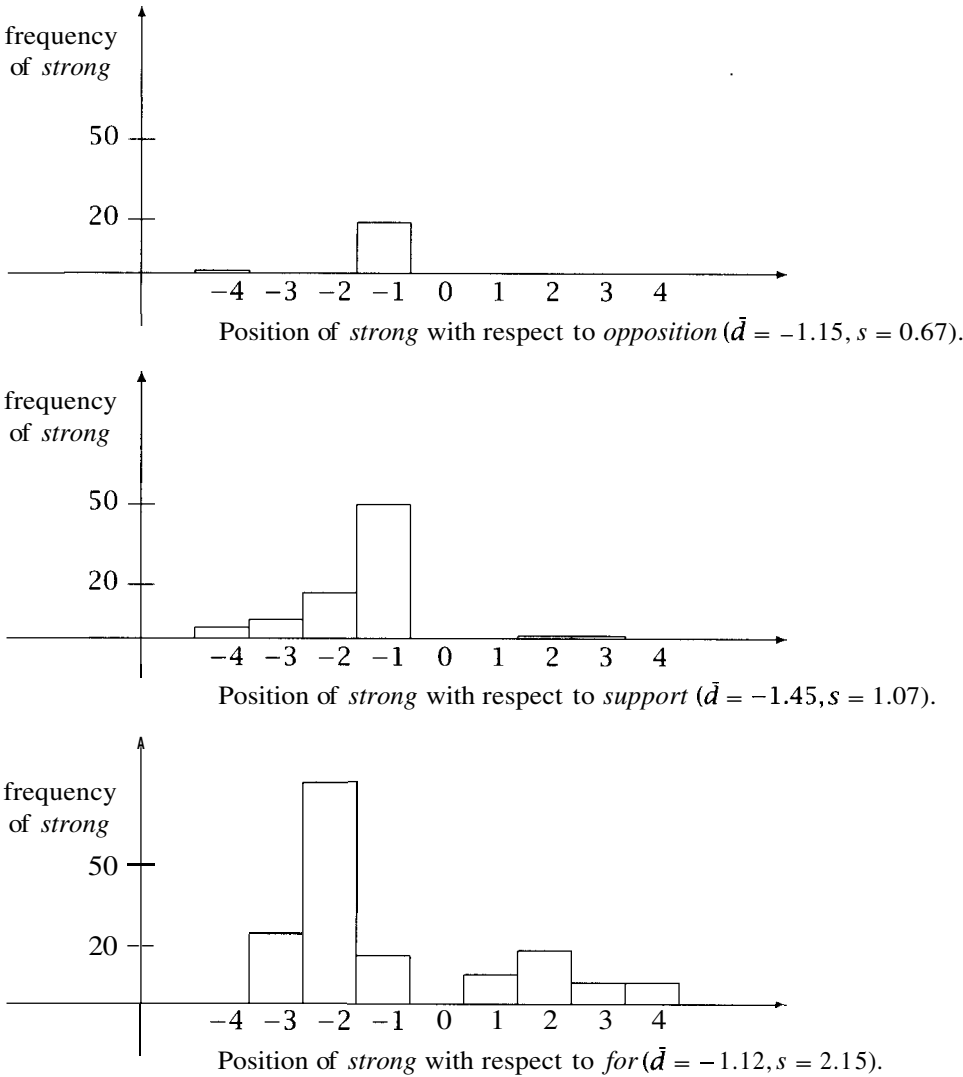 frequency
of strong
50
20
−4 −3 −2 −1 0 1 2 3 4
Position of strong with respect to opposition (d̄ = −1.15, s = 0.67).
frequency
of strong
50
20
−4 −3 −2 −1 0 1 2 3 4
Position of strong with respect to support (d̄ = −1.45, s = 1.07).
frequency
of strong
50
20
−4 −3 −2 −1 0 1 2 3 4
Position of strong with respect to for (d̄ = −1.12, s = 2.15).